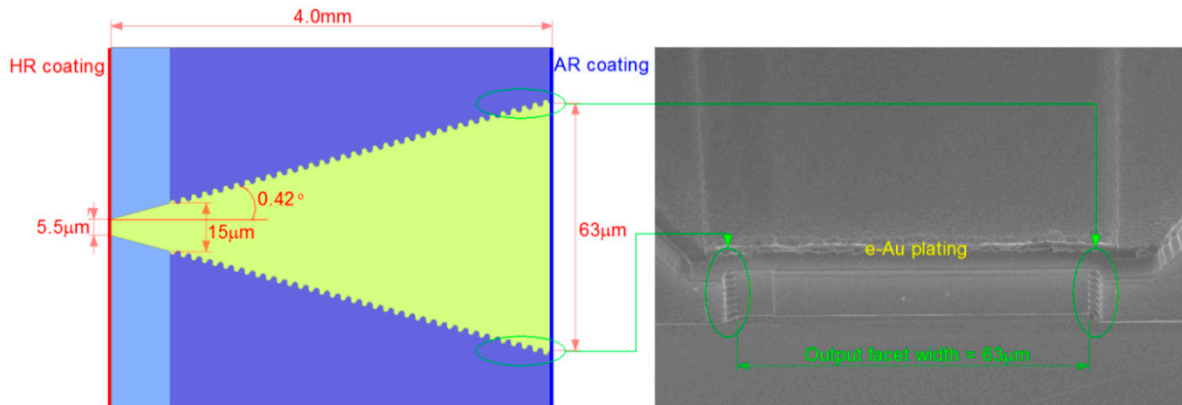 4.0mm
HR coating
AR coating
0.42°
5.5μm
15μm
63μm
e-Au plating
Output facet width = 63μm